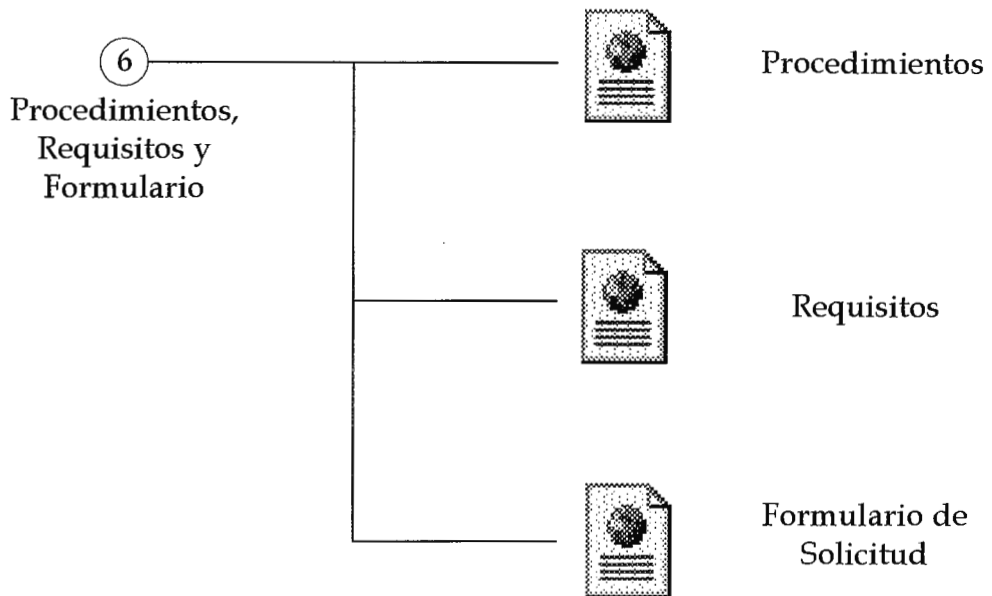 6
Procedimientos,
Requisitos y
Formulario
Procedimientos
Requisitos
Formulario de
Solicitud